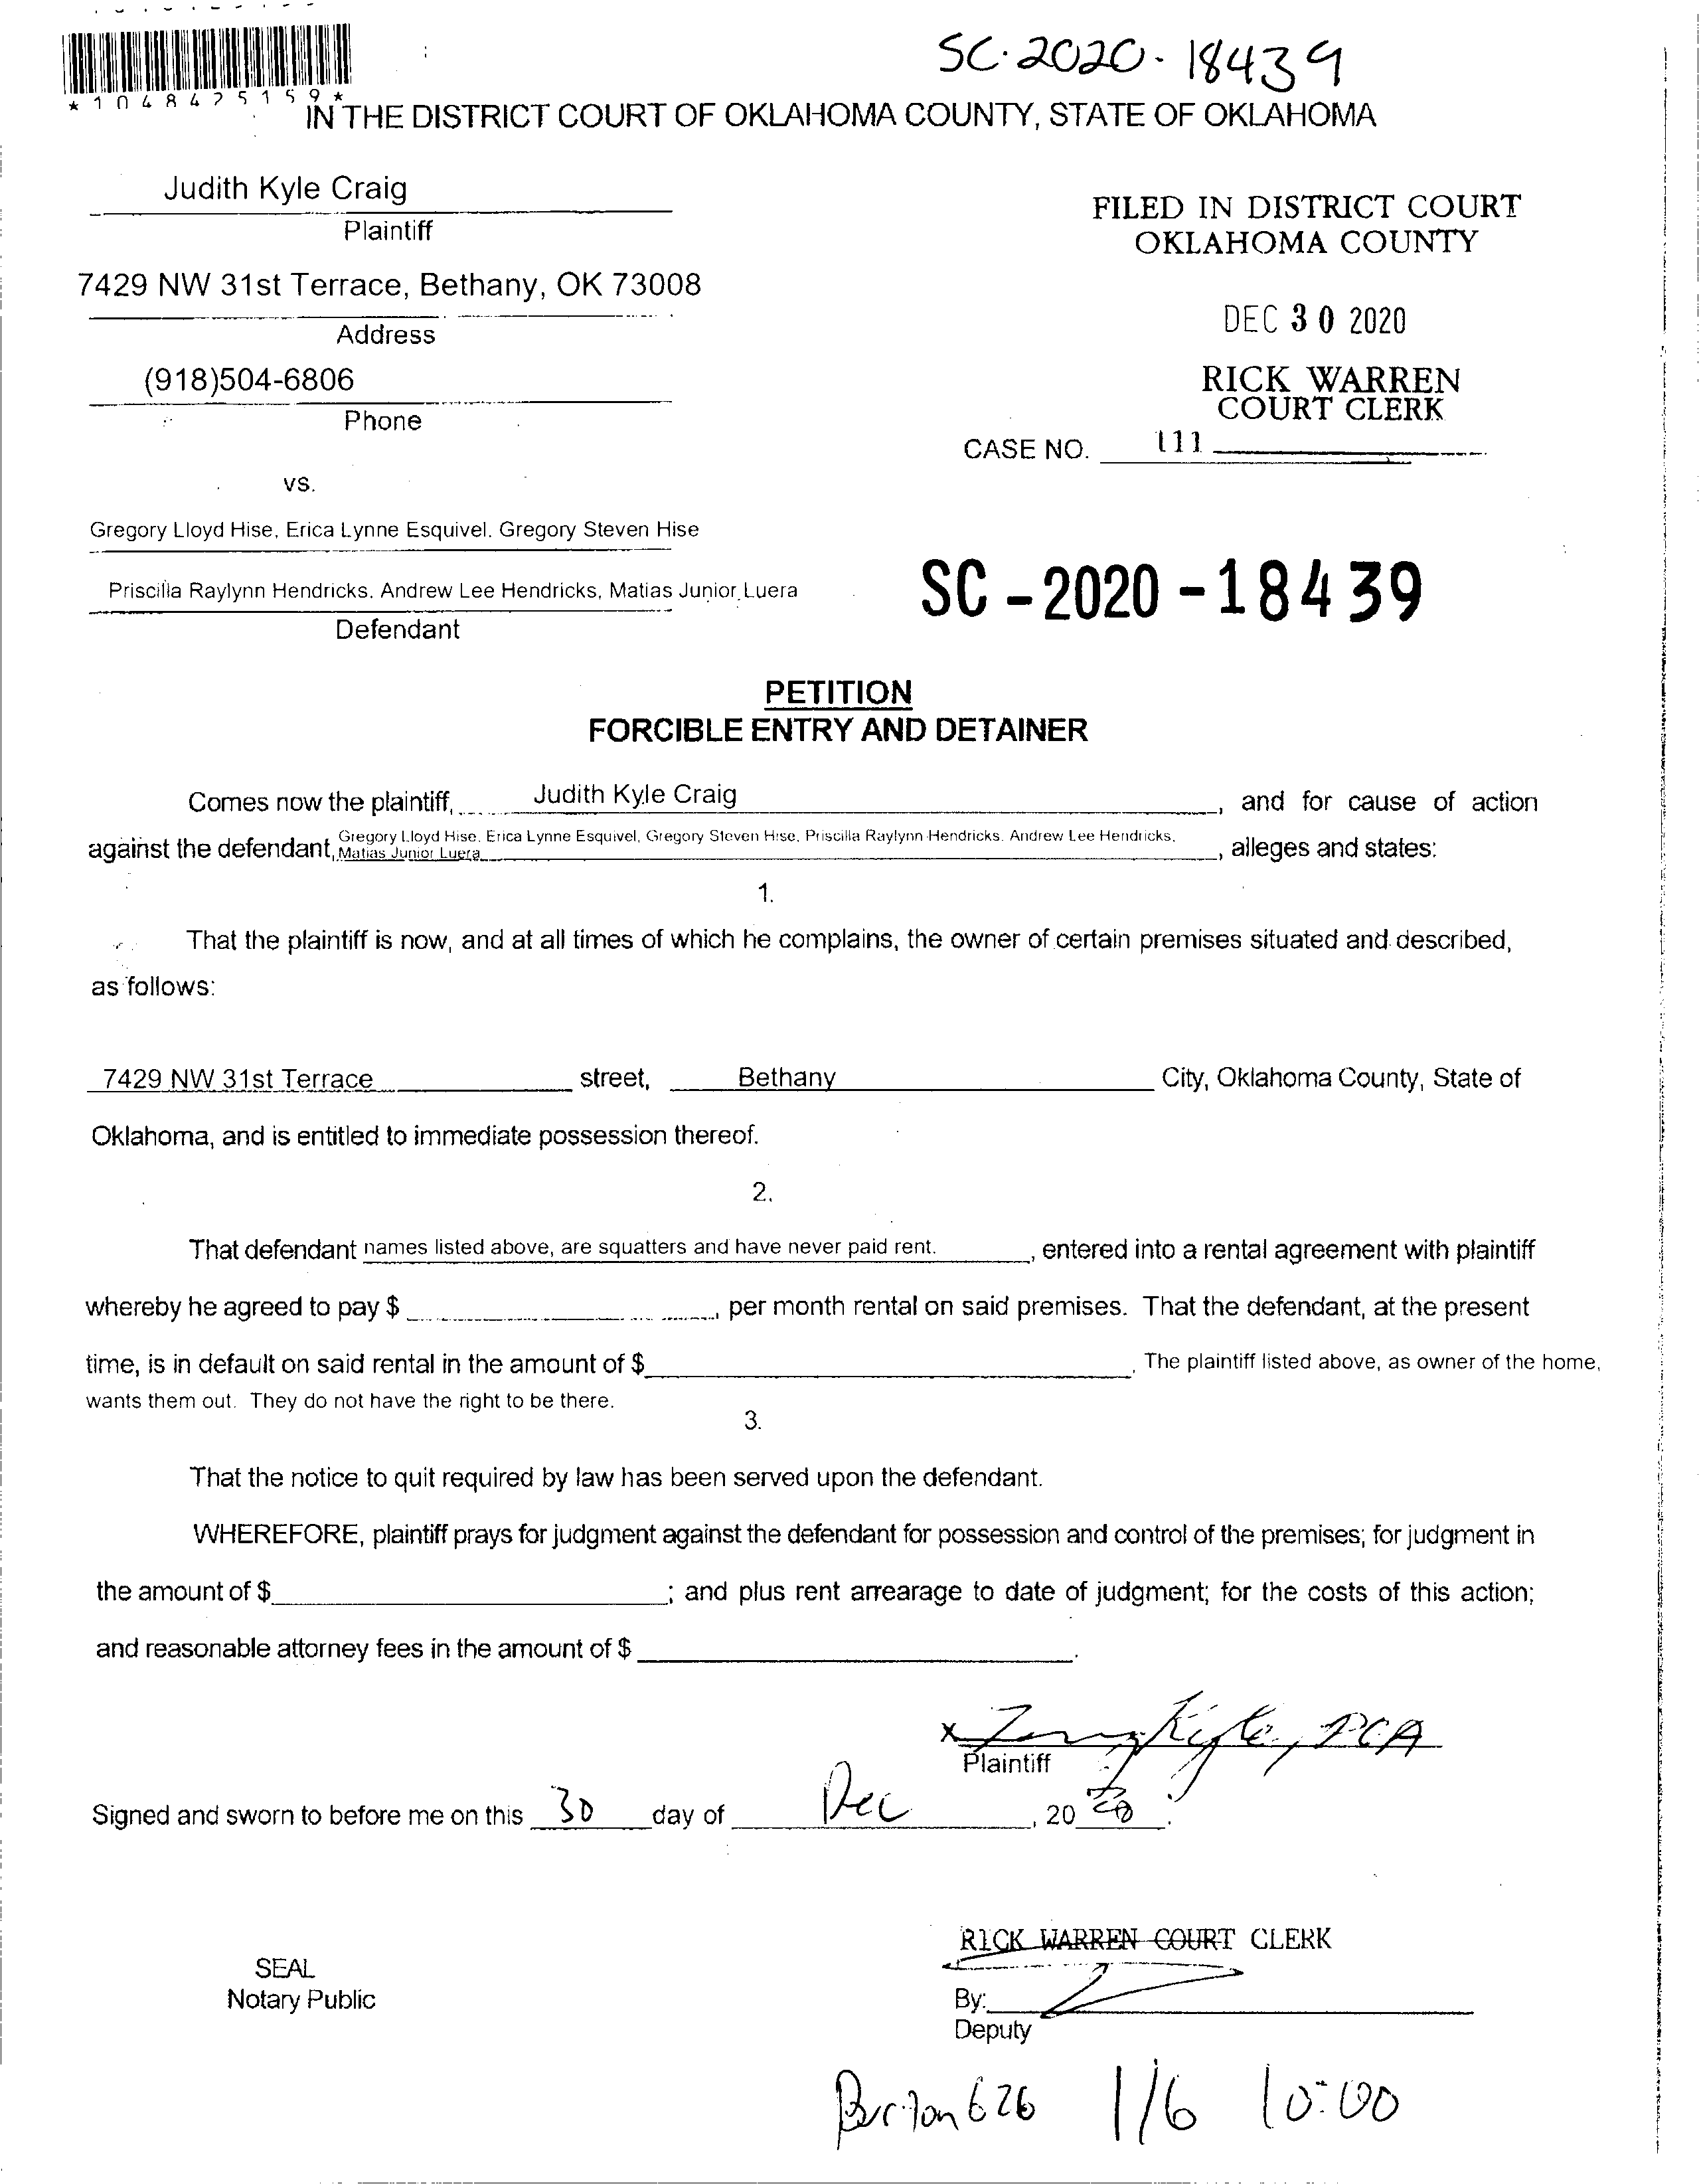 SC-2020-18439
*1048425159*
IN THE DISTRICT COURT OF OKLAHOMA COUNTY, STATE OF OKLAHOMA
Judith Kyle Craig
Plaintiff
7429 NW 31st Terrace, Bethany, OK 73008
Address
(918)504-6806
Phone
FILED IN DISTRICT COURT
OKLAHOMA COUNTY
DEC 30 2020
RICK WARREN
COURT CLERK
CASE NO. 111
vs.
Gregory Lloyd Hise, Erica Lynne Esquivel, Gregory Steven Hise
Priscilla Raylynn Hendricks, Andrew Lee Hendricks, Matias Junior Luera
Defendant
SC-2020-18439
PETITION
FORCIBLE ENTRY AND DETAINER
Comes now the plaintiff, Judith Kyle Craig, and for cause of action
against the defendant, Gregory Lloyd Hise, Erica Lynne Esquivel, Gregory Steven Hise, Priscilla Raylynn Hendricks, Andrew Lee Hendricks,
Matias Junior Luera, alleges and states:
1.
That the plaintiff is now, and at all times of which he complains, the owner of certain premises situated and described,
as follows:
7429 NW 31st Terrace street, Bethany City, Oklahoma County, State of
Oklahoma, and is entitled to immediate possession thereof.
2.
That defendant names listed above, are squatters and have never paid rent., entered into a rental agreement with plaintiff
whereby he agreed to pay $ , per month rental on said premises. That the defendant, at the present
time, is in default on said rental in the amount of $ . The plaintiff listed above, as owner of the home,
wants them out. They do not have the right to be there.
3.
That the notice to quit required by law has been served upon the defendant.
WHEREFORE, plaintiff prays for judgment against the defendant for possession and control of the premises; for judgment in
the amount of $ ; and plus rent arrearage to date of judgment; for the costs of this action;
and reasonable attorney fees in the amount of $ .
x Kyle,
Plaintiff
Signed and sworn to before me on this 30 day of Dec, 20 20.
RICK WARREN COURT CLERK
SEAL
Notary Public
By:
Deputy
626 1/6 10:00